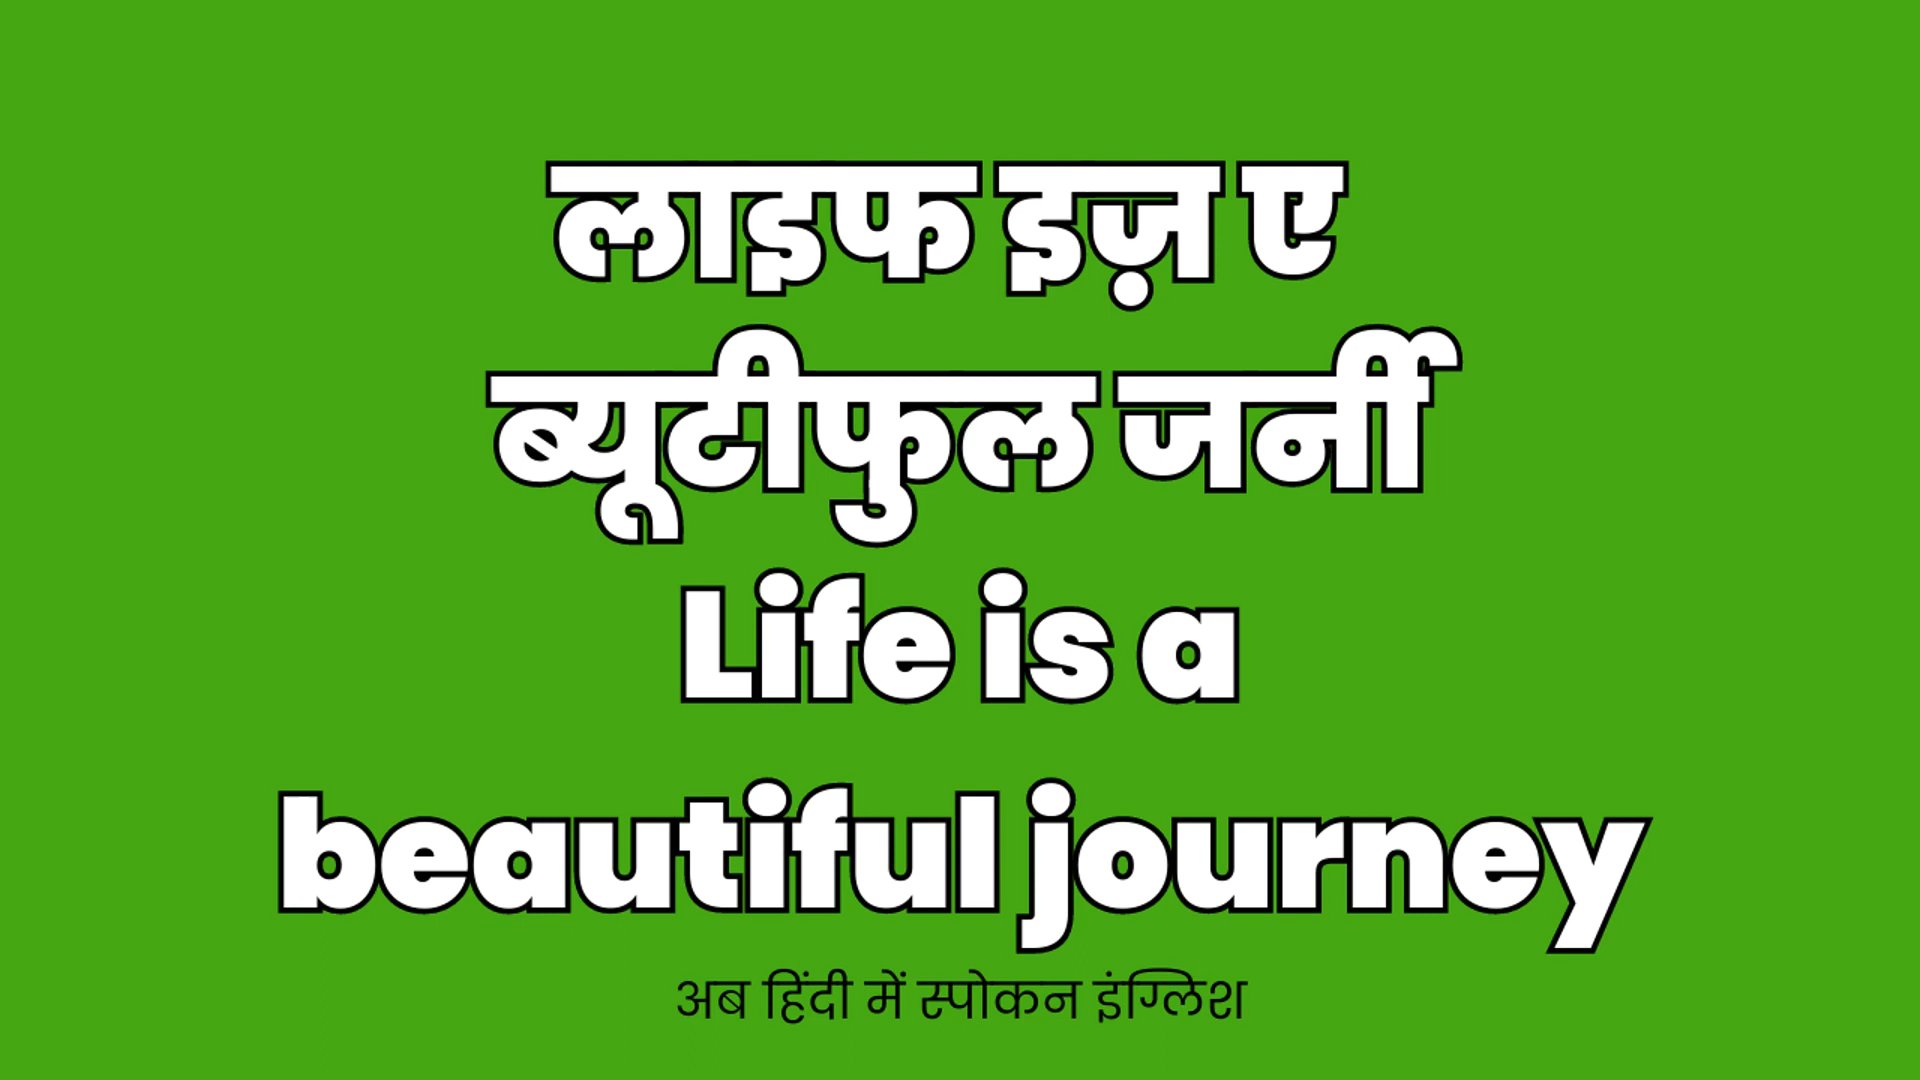 लाइफ इज़ ए
ब्यूटीफुल जर्नी
Life is a
beautiful journey
अब हिंदी में स्पोकन इंग्लिश